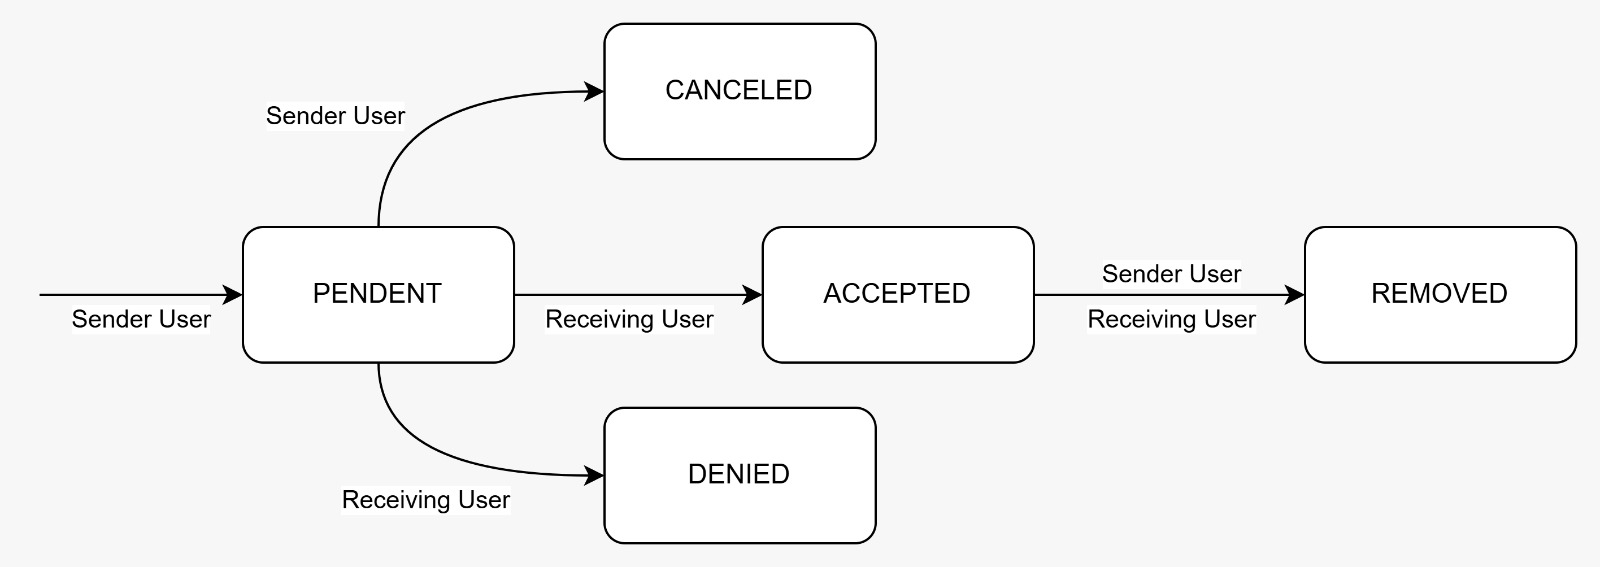 CANCELED
Sender User
PENDENT
ACCEPTED
Sender User
REMOVED
Sender User
Receiving User
Receiving User
DENIED
Receiving User